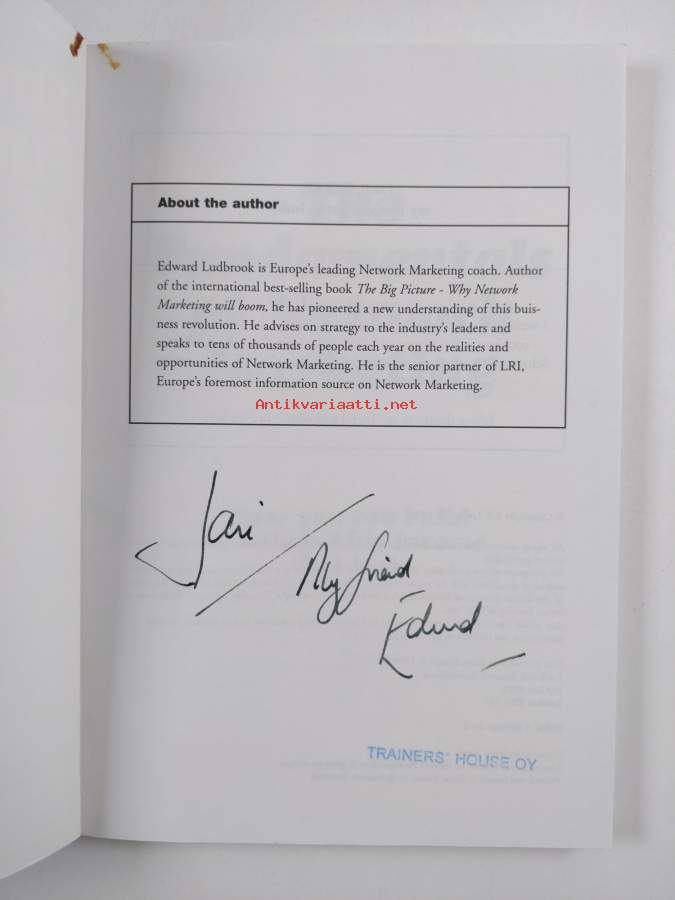 About the author
Edward Ludbrook is Europe's leading Network Marketing coach. Author
of the international best-selling book The Big Picture - Why Network
Marketing will boom, he has pioneered a new understanding of this buis-
ness revolution. He advises on strategy to the industry's leaders and
speaks to tens of thousands of people each year on the realities and
opportunities of Network Marketing. He is the senior partner of LRI,
Europe's foremost information source on Network Marketing.
Antikvariaatti.net
Jari
My friend
Edward
TRAINERS' HOUSE OY